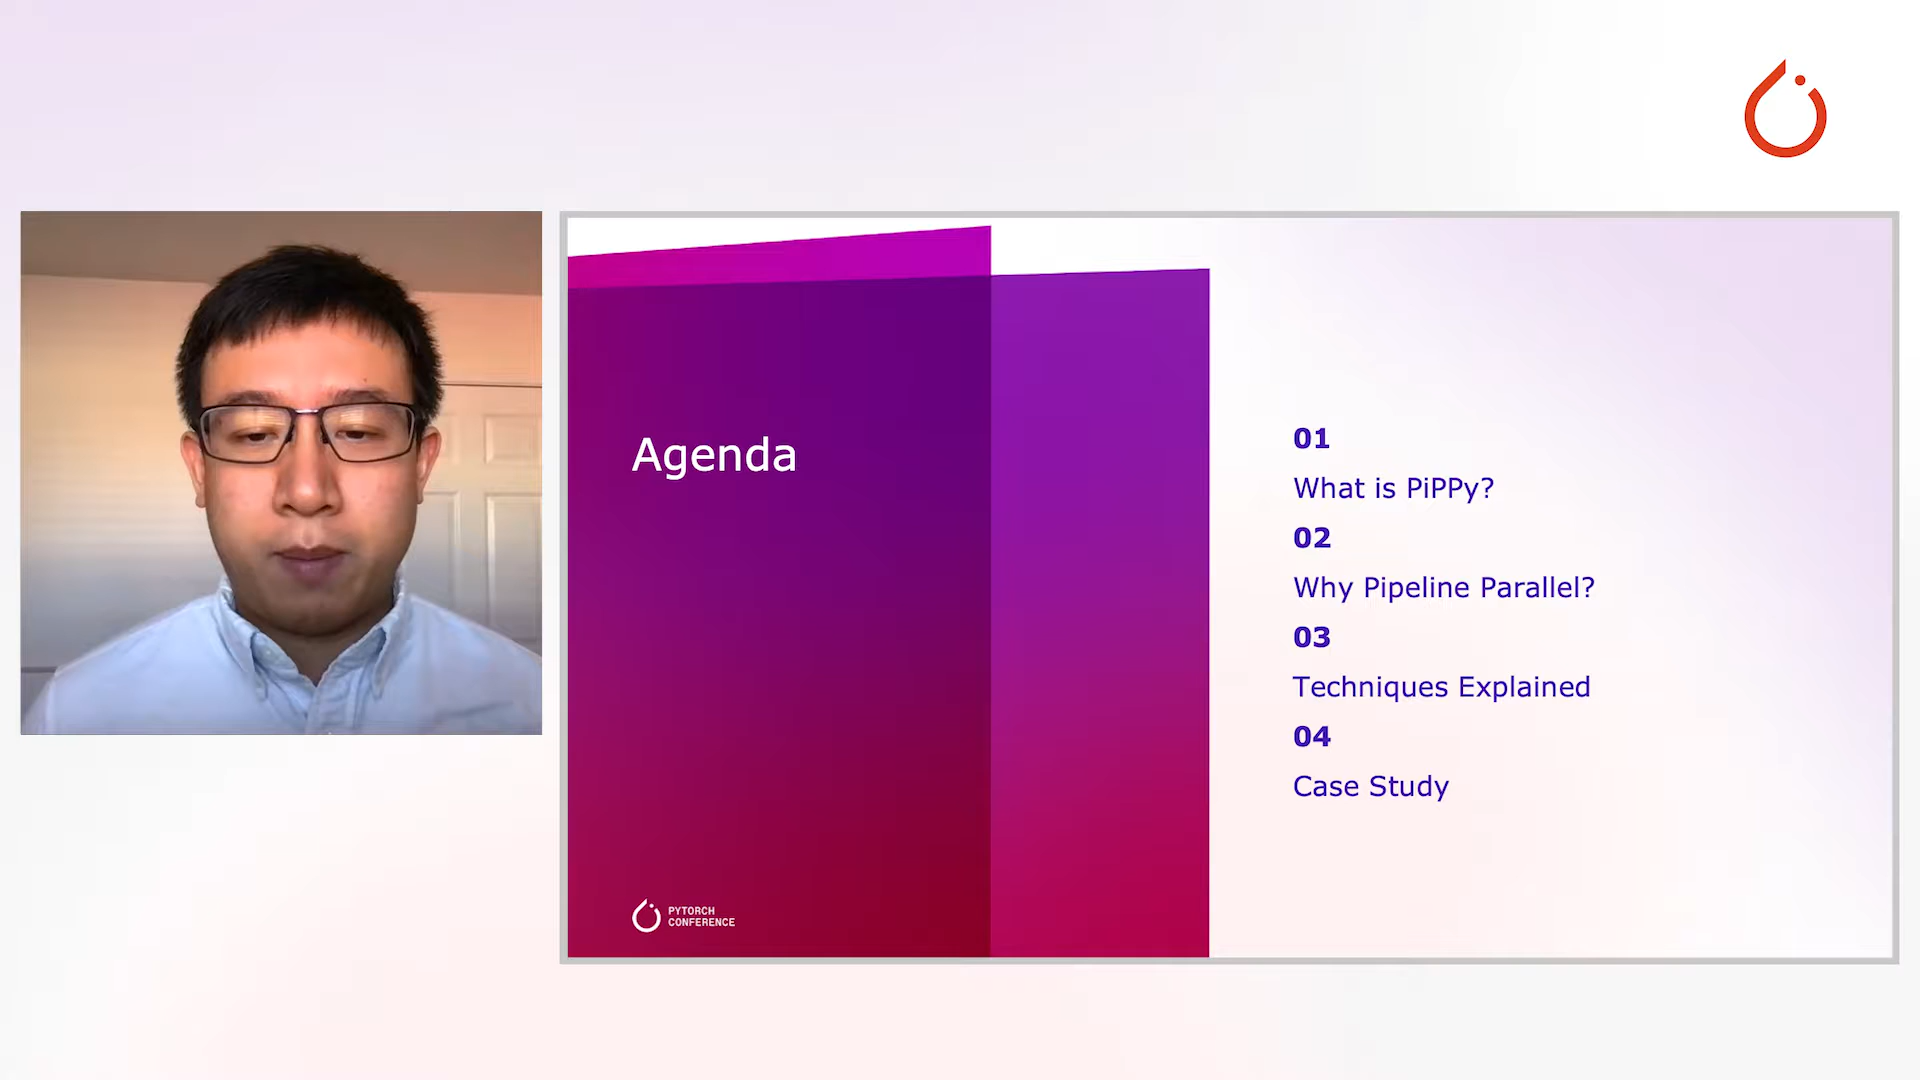 Agenda
01
What is PiPPy?
02
Why Pipeline Parallel?
03
Techniques Explained
04
Case Study
PYTORCH
CONFERENCE